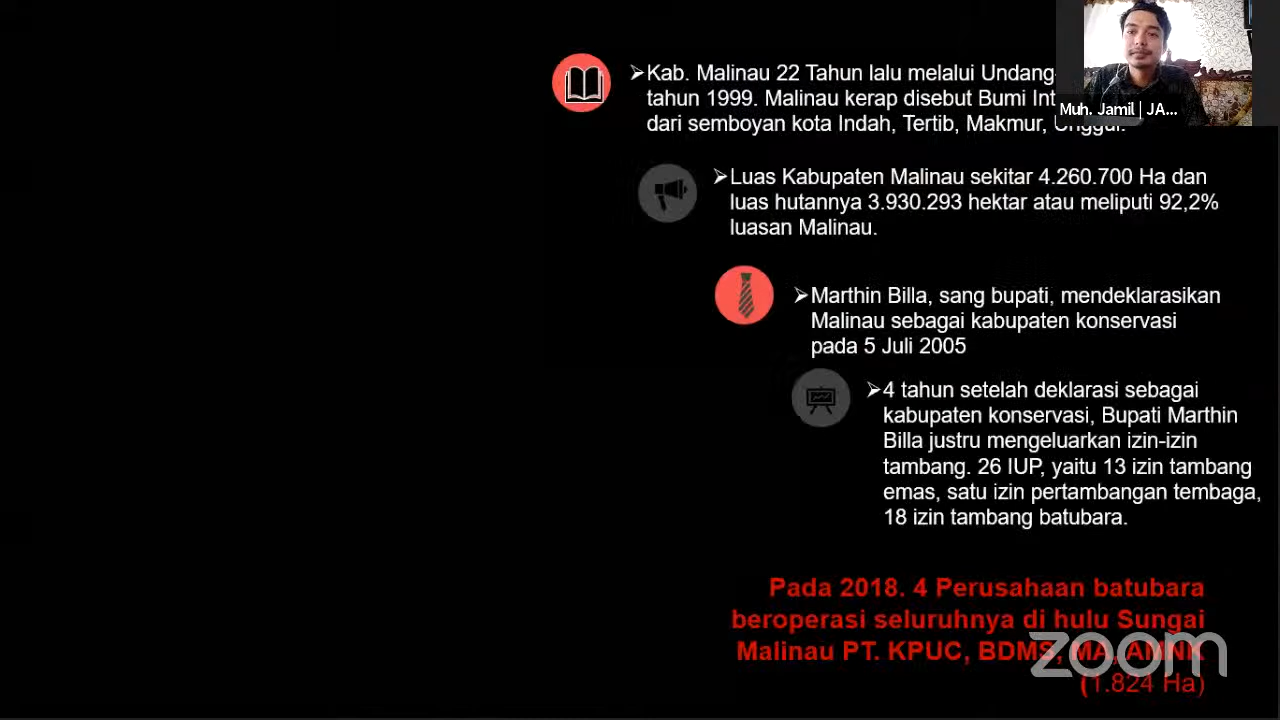 ➢Kab. Malinau 22 Tahun lalu melalui Undang-
tahun 1999. Malinau kerap disebut Bumi Int
dari semboyan kota Indah, Tertib, Makmur, Unggul.
Muh. Jamil | JA...
➢Luas Kabupaten Malinau sekitar 4.260.700 Ha dan
luas hutannya 3.930.293 hektar atau meliputi 92,2%
luasan Malinau.
➢Marthin Billa, sang bupati, mendeklarasikan
Malinau sebagai kabupaten konservasi
pada 5 Juli 2005
➢4 tahun setelah deklarasi sebagai
kabupaten konservasi, Bupati Marthin
Billa justru mengeluarkan izin-izin
tambang. 26 IUP, yaitu 13 izin tambang
emas, satu izin pertambangan tembaga,
18 izin tambang batubara.
Pada 2018. 4 Perusahaan batubara
beroperasi seluruhnya di hulu Sungai
Malinau PT. KPUC, BDMS, MA, AMNK
(1.824 Ha)
zoom